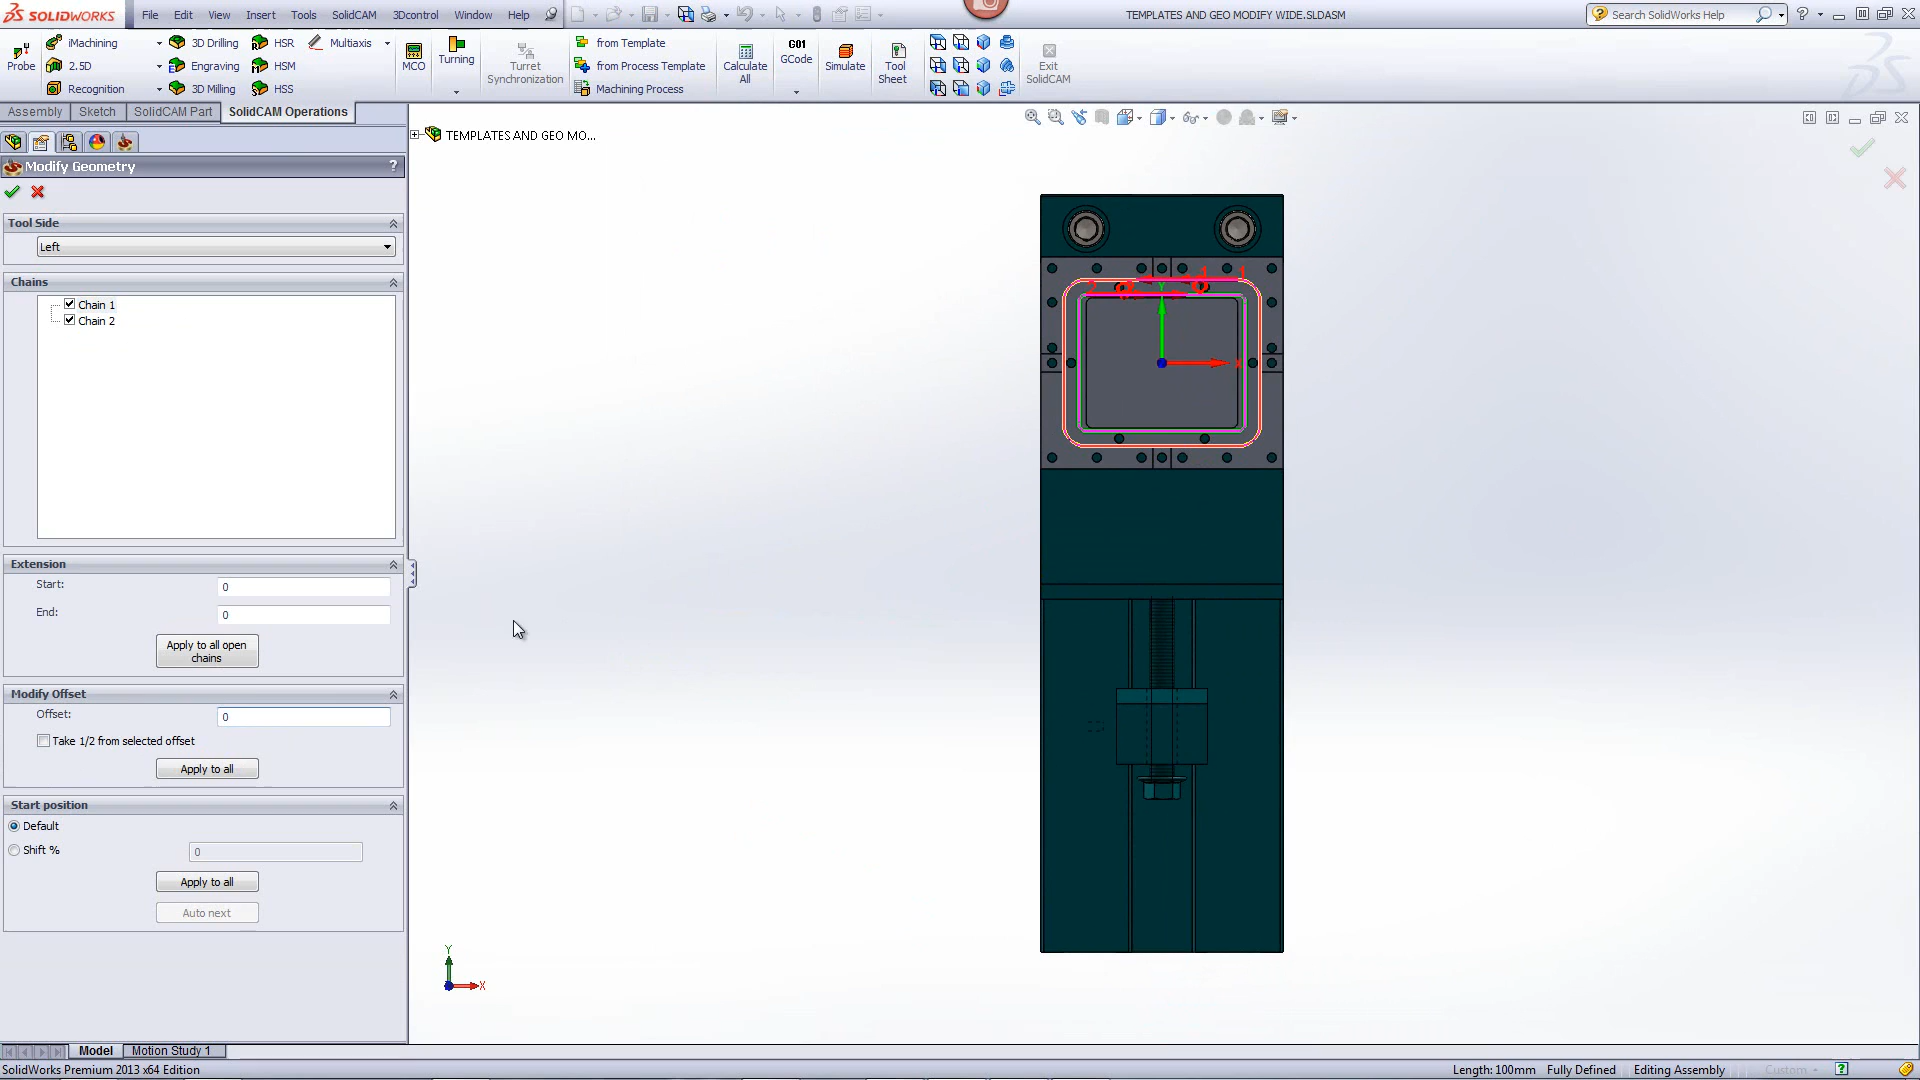 SOLIDWORKS
File Edit View Insert Tools SolidCAM 3Dcontrol Window Help
TEMPLATES AND GEO MODIFY WIDE.SLDASM
Search SolidWorks Help
Probe
iMachining
2.5D
Recognition
3D Drilling
Engraving
3D Milling
HSR
HSM
HSS
Multiaxis
MCO
Turning
Turret
Synchronization
from Template
from Process Template
Machining Process
Calculate
All
G01
GCode
Simulate
Tool
Sheet
Exit
SolidCAM
Assembly Sketch SolidCAM Part SolidCAM Operations
TEMPLATES AND GEO MO...
Modify Geometry ?
Tool Side
Left
Chains
Chain 1
Chain 2
Extension
Start: 0
End: 0
Apply to all open
chains
Modify Offset
Offset: 0
Take 1/2 from selected offset
Apply to all
Start position
Default
Shift % 0
Apply to all
Auto next
1 1
2
Y
Y
X
Model Motion Study 1
SolidWorks Premium 2013 x64 Edition
Length: 100mm Fully Defined Editing Assembly Custom